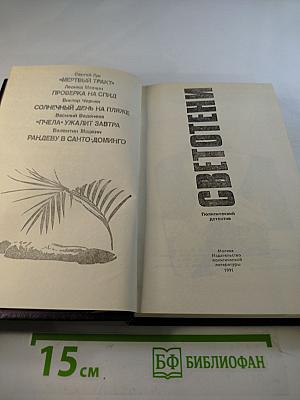 Сергей Гук
«МЕРТВЫЙ ТРАКТ»
Леонид Млечин
ПРОВЕРКА НА СПИД
Виктор Черняк
СОЛНЕЧНЫЙ ДЕНЬ НА ПЛЯЖЕ
Василий Веденеев
«ПЧЕЛА» УЖАЛИТ ЗАВТРА
Валентин Машкин
РАНДЕВУ В САНТО-ДОМИНГО
СВЕТОТЕНИ
Политический
детектив
Москва
Издательство
политической
литературы
1991
15 см
БФ БИБЛИОФАН